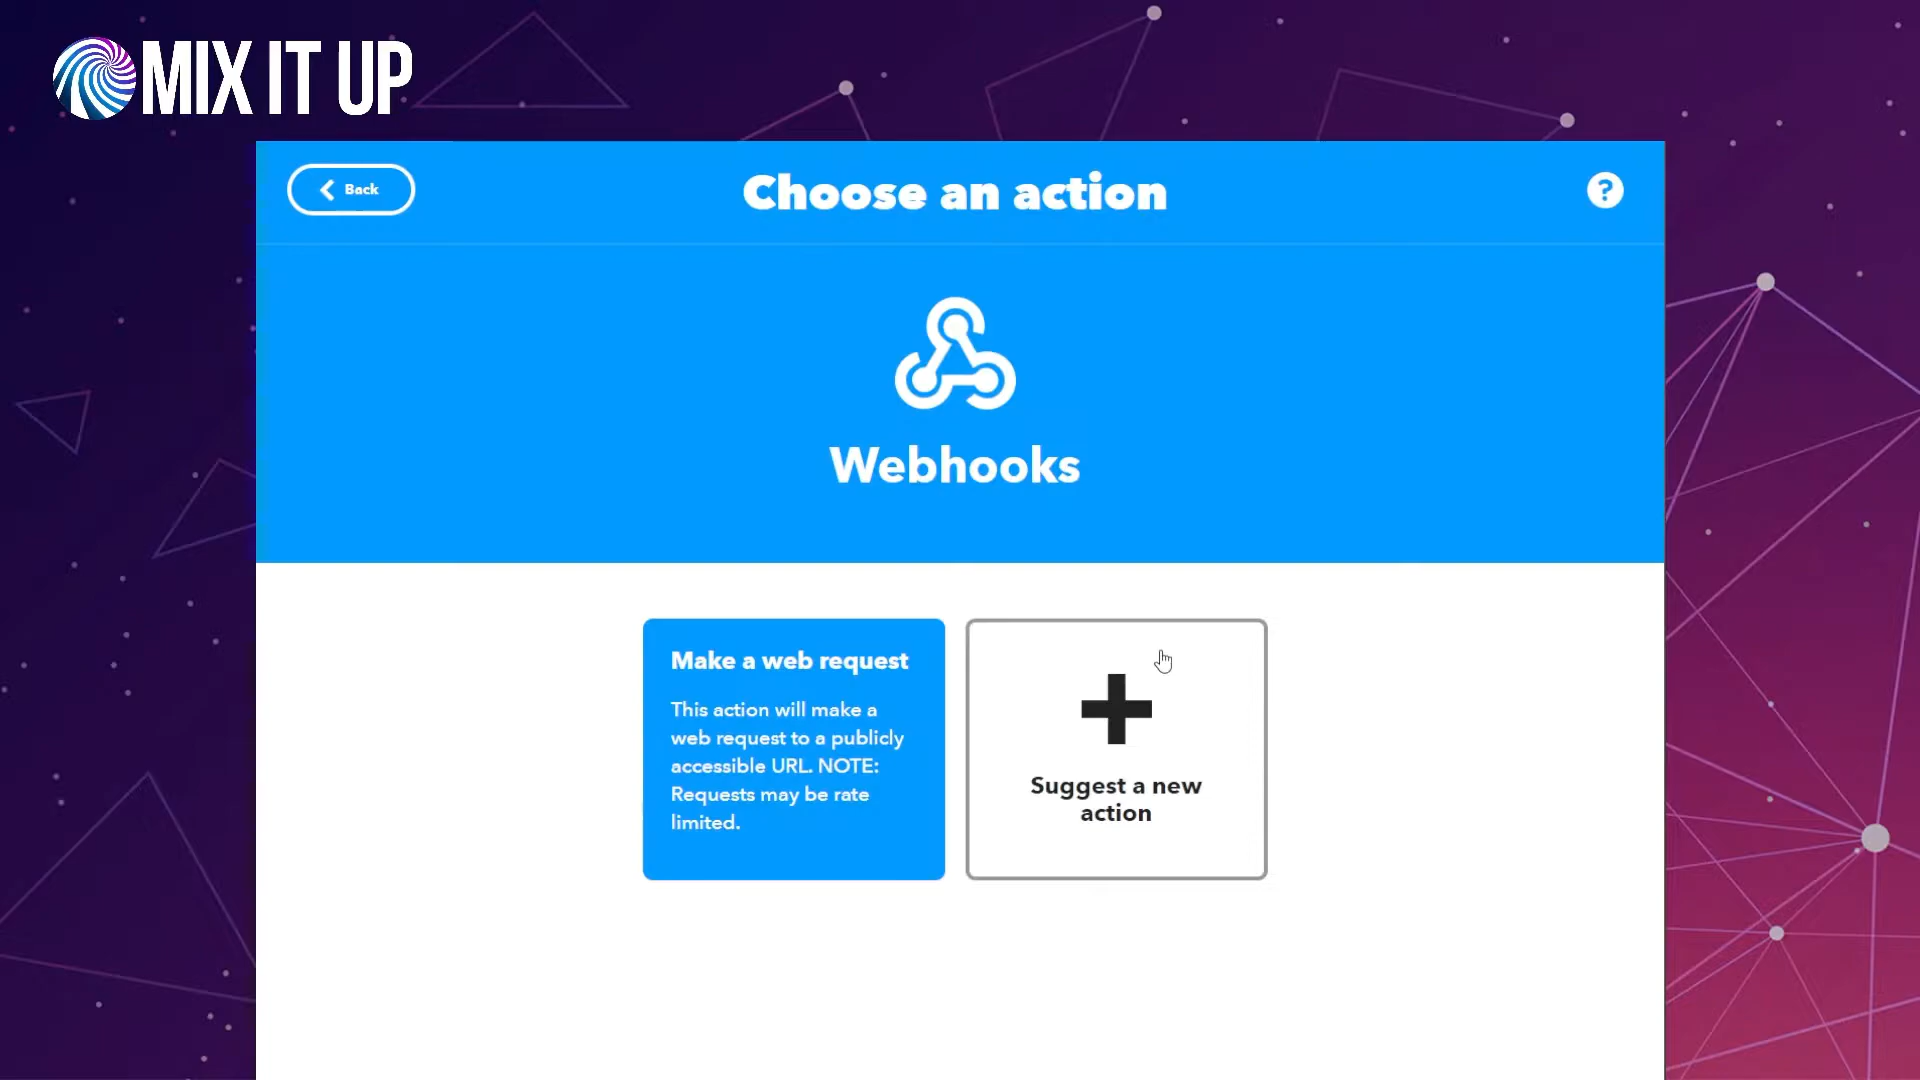 MIX IT UP
Back
Choose an action
?
Webhooks
Make a web request
This action will make a
web request to a publicly
accessible URL. NOTE:
Requests may be rate
limited.
Suggest a new
action